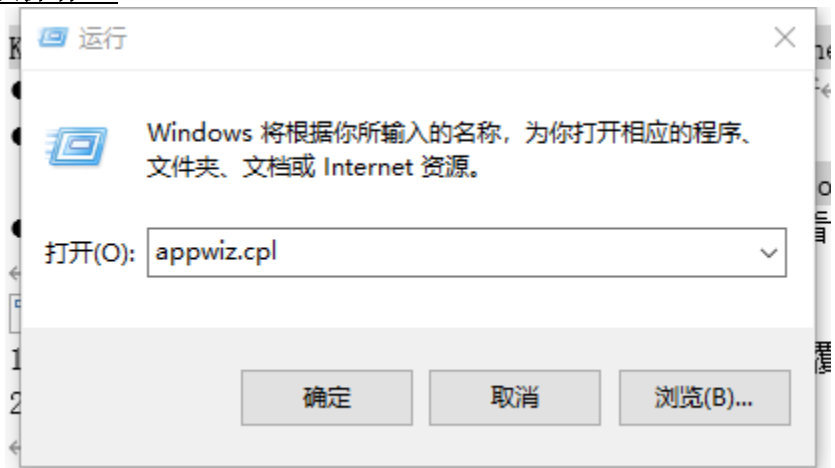 运行
Windows 将根据你所输入的名称，为你打开相应的程序、
文件夹、文档或 Internet 资源。
打开(O): appwiz.cpl
确定 取消 浏览(B)...
1
2